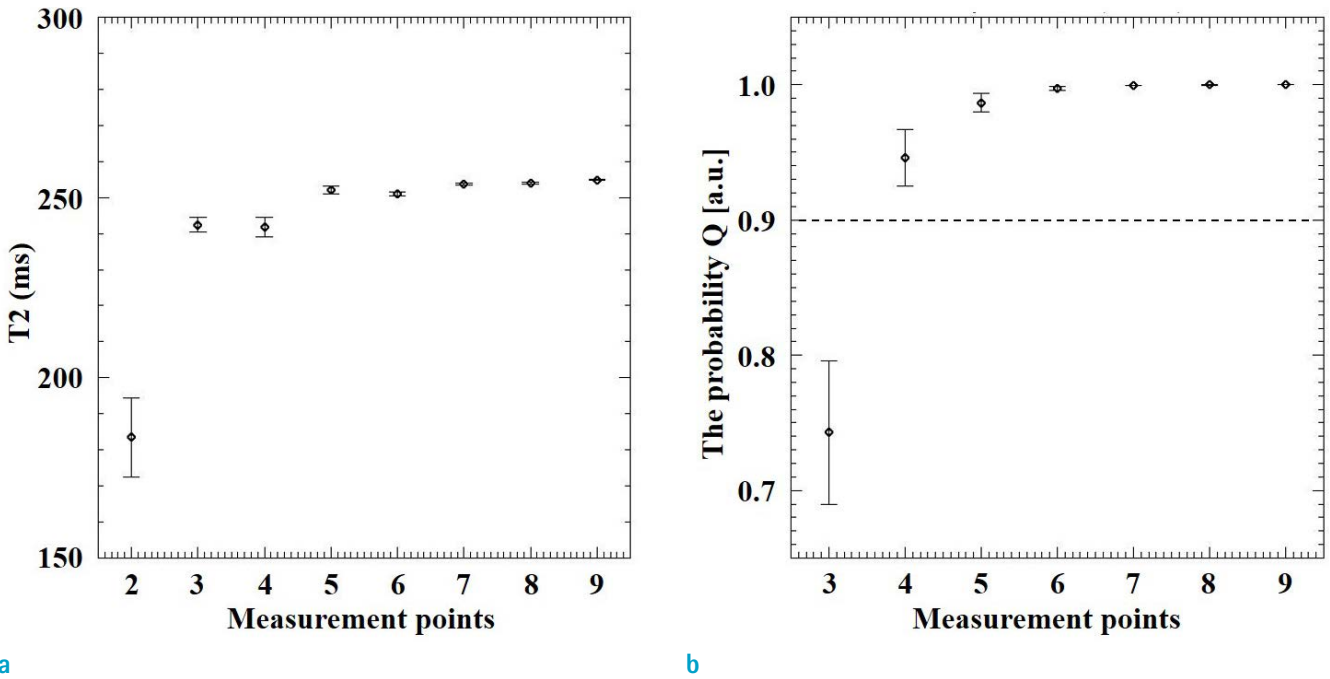 300
250
200
150
T2 (ms)
2 3 4 5 6 7 8 9
Measurement points
a
1.0
0.9
0.8
0.7
The probability Q [a.u.]
3 4 5 6 7 8 9
Measurement points
b